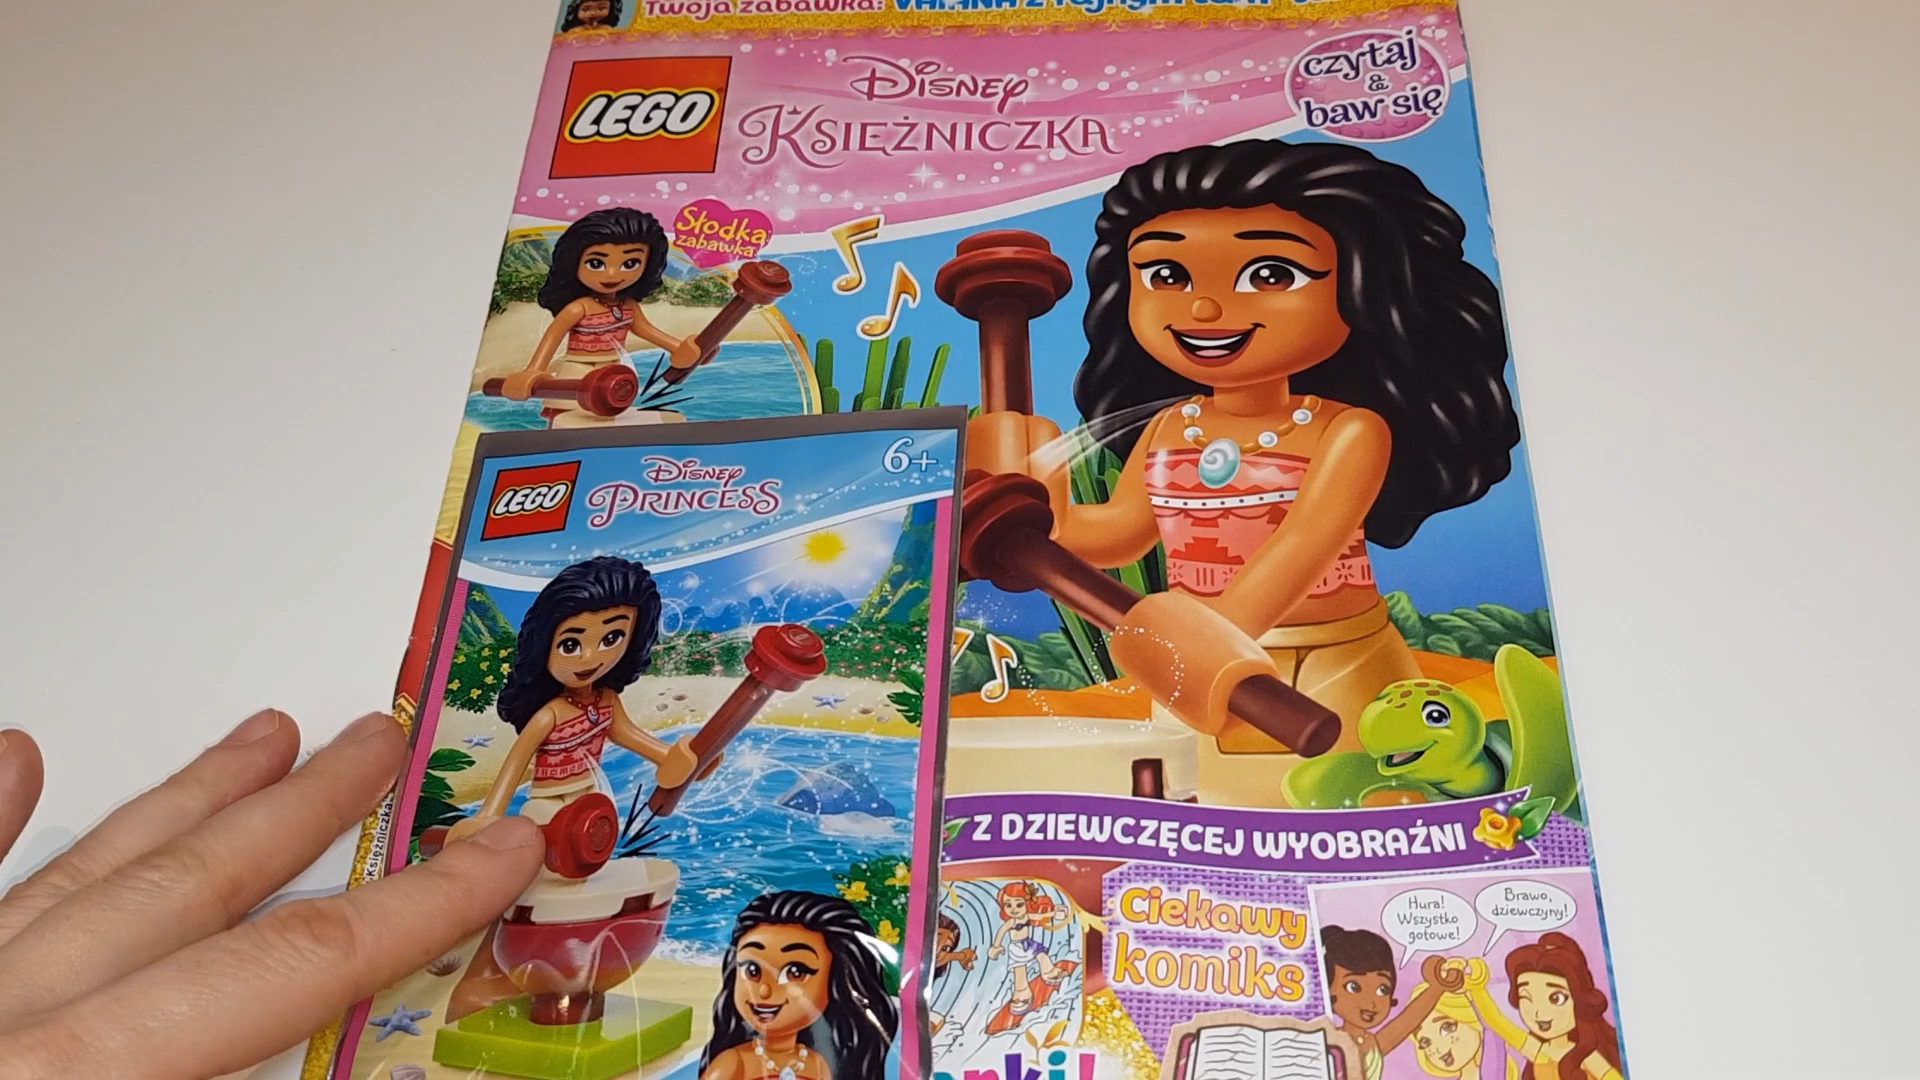 Twoja zabawka:
LEGO
Disney
Księżniczka
czytaj
&
baw się
Słodka
zabawka
LEGO
Disney
Princess
6+
Księżniczka
Z DZIEWCZĘCEJ WYOBRAŹNI
Ciekawy
komiks
Hura!
Wszystko
gotowe!
Brawo,
dziewczyny!